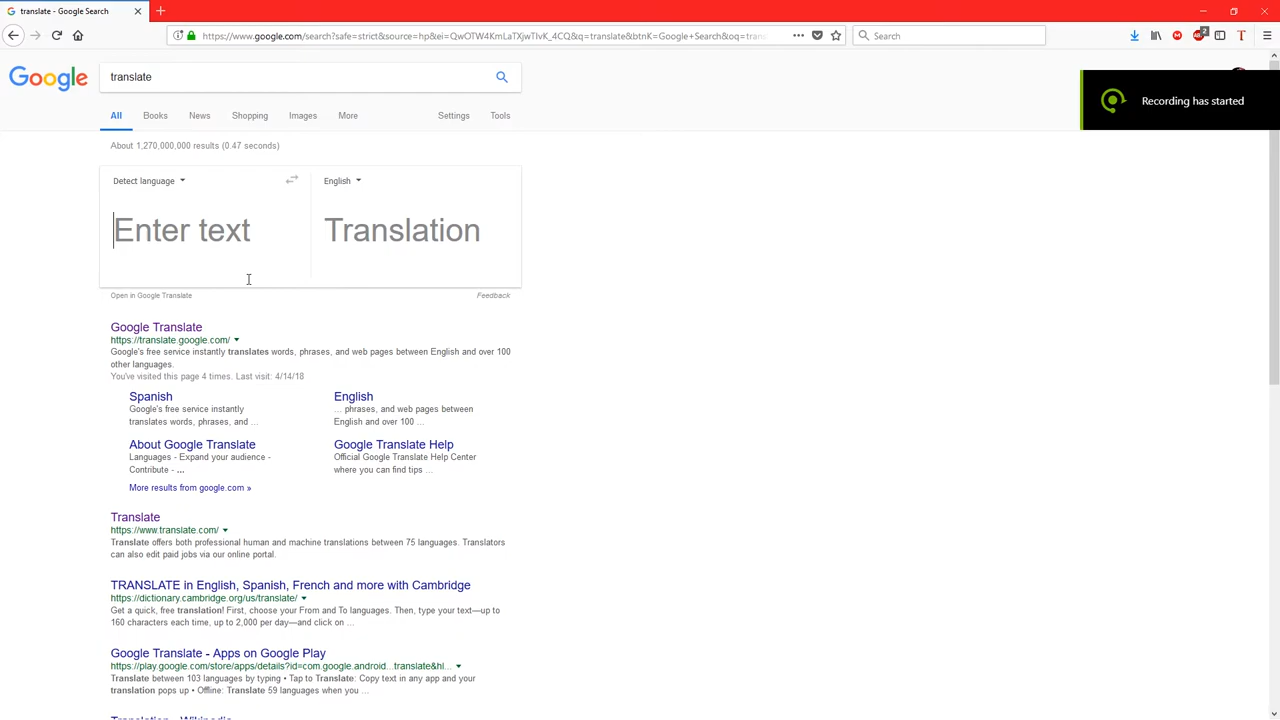 translate - Google Search
https://www.google.com/search?safe=strict&source=hp&ei=QwOTW4KmLaTXjwTIvK_4CQ&q=translate&btnK=Google+Search&oq=trans
Search
2
Google
translate
Recording has started
All Books News Shopping Images More Settings Tools
About 1,270,000,000 results (0.47 seconds)
Detect language English
Enter text Translation
Open in Google Translate Feedback
Google Translate
https://translate.google.com/
Google's free service instantly translates words, phrases, and web pages between English and over 100
other languages.
You've visited this page 4 times. Last visit: 4/14/18
Spanish
Google's free service instantly
translates words, phrases, and ...
English
... phrases, and web pages between
English and over 100 ...
About Google Translate
Languages - Expand your audience -
Contribute - ...
Google Translate Help
Official Google Translate Help Center
where you can find tips ...
More results from google.com »
Translate
https://www.translate.com/
Translate offers both professional human and machine translations between 75 languages. Translators
can also edit paid jobs via our online portal.
TRANSLATE in English, Spanish, French and more with Cambridge
https://dictionary.cambridge.org/us/translate/
Get a quick, free translation! First, choose your From and To languages. Then, type your text—up to
160 characters each time, up to 2,000 per day—and click on ...
Google Translate - Apps on Google Play
https://play.google.com/store/apps/details?id=com.google.android...translate&hl...
Translate between 103 languages by typing • Tap to Translate: Copy text in any app and your
translation pops up • Offline: Translate 59 languages when you ...
Translation - Wikipedia